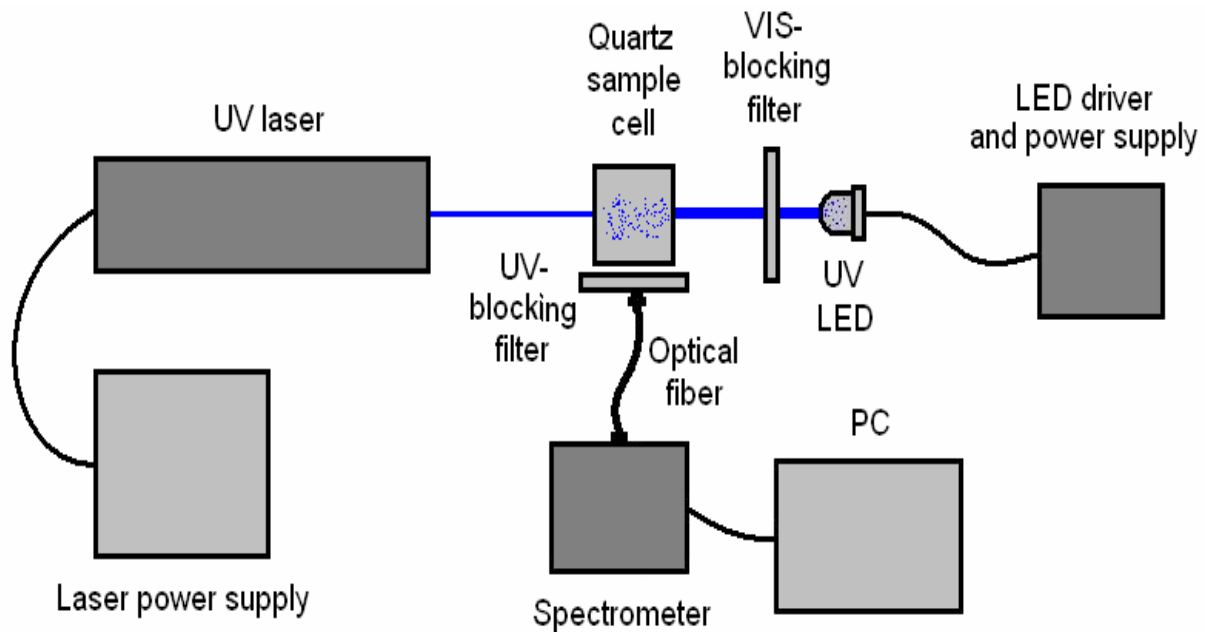 Quartz
sample
cell
VIS-
blocking
filter
UV laser
LED driver
and power supply
UV-
blocking
filter
UV
LED
Optical
fiber
PC
Laser power supply
Spectrometer